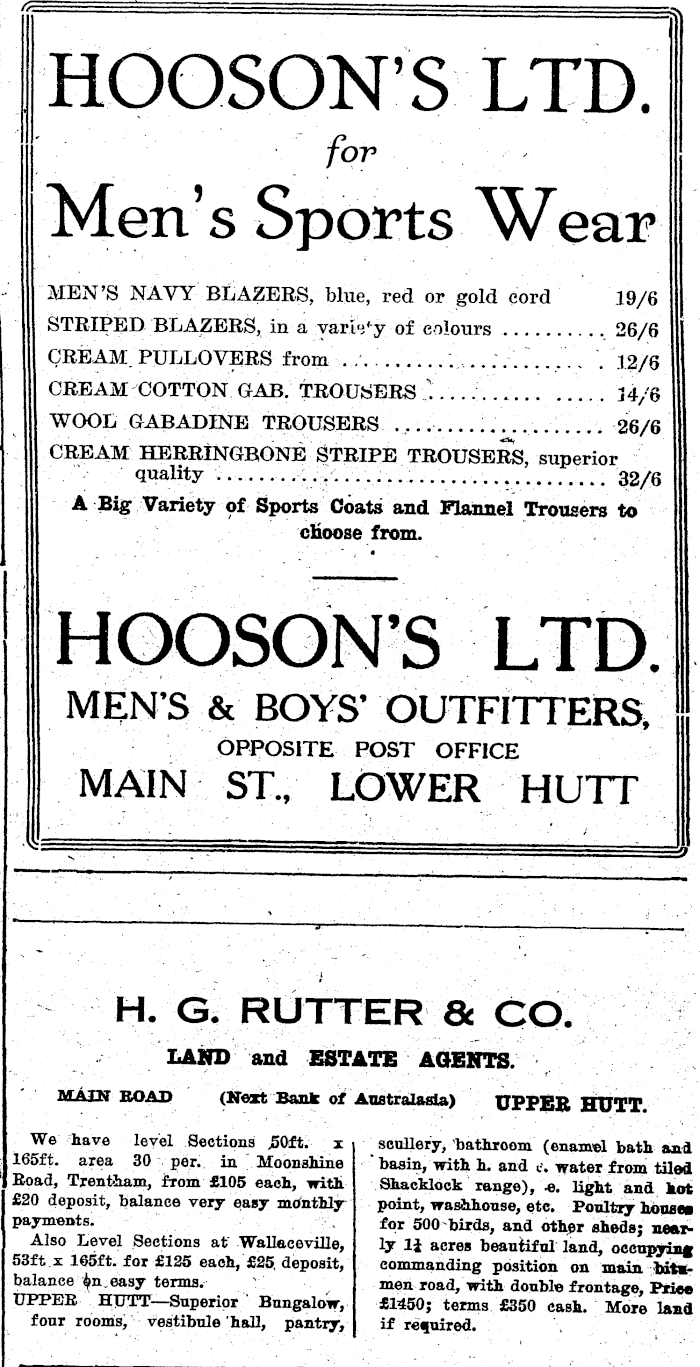 HOOSON'S LTD.
for
Men's Sports Wear
MEN'S NAVY BLAZERS, blue, red or gold cord 19/6
STRIPED BLAZERS, in a variety of colours .......... 26/6
CREAM PULLOVERS from ........................ 12/6
CREAM COTTON GAB. TROUSERS .................. 14/6
WOOL GABADINE TROUSERS .................... 26/6
CREAM HERRINGBONE STRIPE TROUSERS, superior
quality ..................................... 32/6
A Big Variety of Sports Coats and Flannel Trousers to
choose from.
HOOSON'S LTD.
MEN'S & BOYS' OUTFITTERS,
OPPOSITE POST OFFICE
MAIN ST., LOWER HUTT
H. G. RUTTER & CO.
LAND and ESTATE AGENTS.
MAIN ROAD (Next Bank of Australasia) UPPER HUTT.
We have level Sections 50ft. x
165ft. area 30 per. in Moonshine
Road, Trentham, from £105 each, with
£20 deposit, balance very easy monthly
payments.
Also Level Sections at Wallaceville,
53ft x 165ft. for £125 each, £25 deposit,
balance on easy terms.
UPPER HUTT—Superior Bungalow,
four rooms, vestibule hall, pantry,
scullery, bathroom (enamel bath and
basin, with h. and c. water from tiled
Shacklock range), e. light and hot
point, washhouse, etc. Poultry houses
for 500 birds, and other sheds; near-
ly 1¼ acres beautiful land, occupying
commanding position on main bitu-
men road, with double frontage, Price
£1450; terms £350 cash. More land
if required.